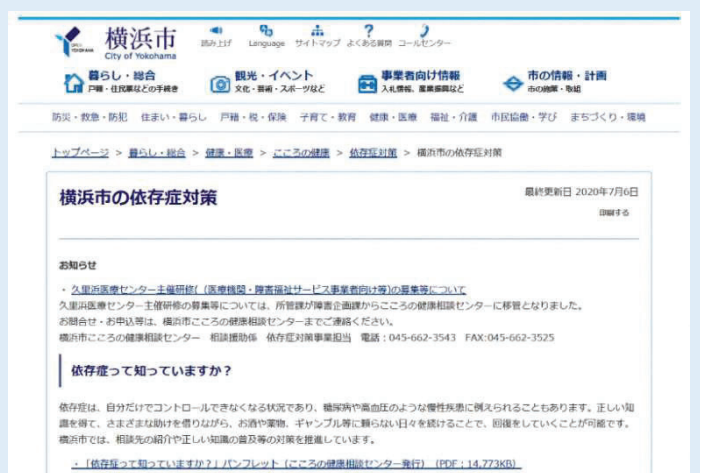 横浜市
City of Yokohama
読み上げ Language サイトマップ よくある質問 コールセンター
暮らし・総合
戸籍・住民票などの手続き
観光・イベント
文化・芸術・スポーツなど
事業者向け情報
入札情報、産業振興など
市の情報・計画
市の施策・取組
防災・救急・防犯 住まい・暮らし 戸籍・税・保険 子育て・教育 健康・医療 福祉・介護 市民協働・学び まちづくり・環境
トップページ > 暮らし・総合 > 健康・医療 > こころの健康 > 依存症対策 > 横浜市の依存症対策
横浜市の依存症対策
最終更新日 2020年7月6日
印刷する
お知らせ
・ 久里浜医療センター主催研修(（医療機関・障害福祉サービス事業者向け等)の募集等について
久里浜医療センター主催研修の募集等については、所管課が障害企画課からこころの健康相談センターに移管となりました。
お問合せ・お申込等は、横浜市こころの健康相談センターまでご連絡ください。
横浜市こころの健康相談センター 相談援助係 依存症対策事業担当 電話：045-662-3543 FAX:045-662-3525
依存症って知っていますか？
依存症は、自分だけでコントロールできなくなる状況であり、糖尿病や高血圧のような慢性疾患に例えられることもあります。正しい知
識を得て、さまざまな助けを借りながら、お酒や薬物、ギャンブル等に頼らない日々を続けることで、回復をしていくことが可能です。
横浜市では、相談先の紹介や正しい知識の普及等の対策を推進しています。
・「依存症って知っていますか？」パンフレット（こころの健康相談センター発行）（PDF：14,773KB）